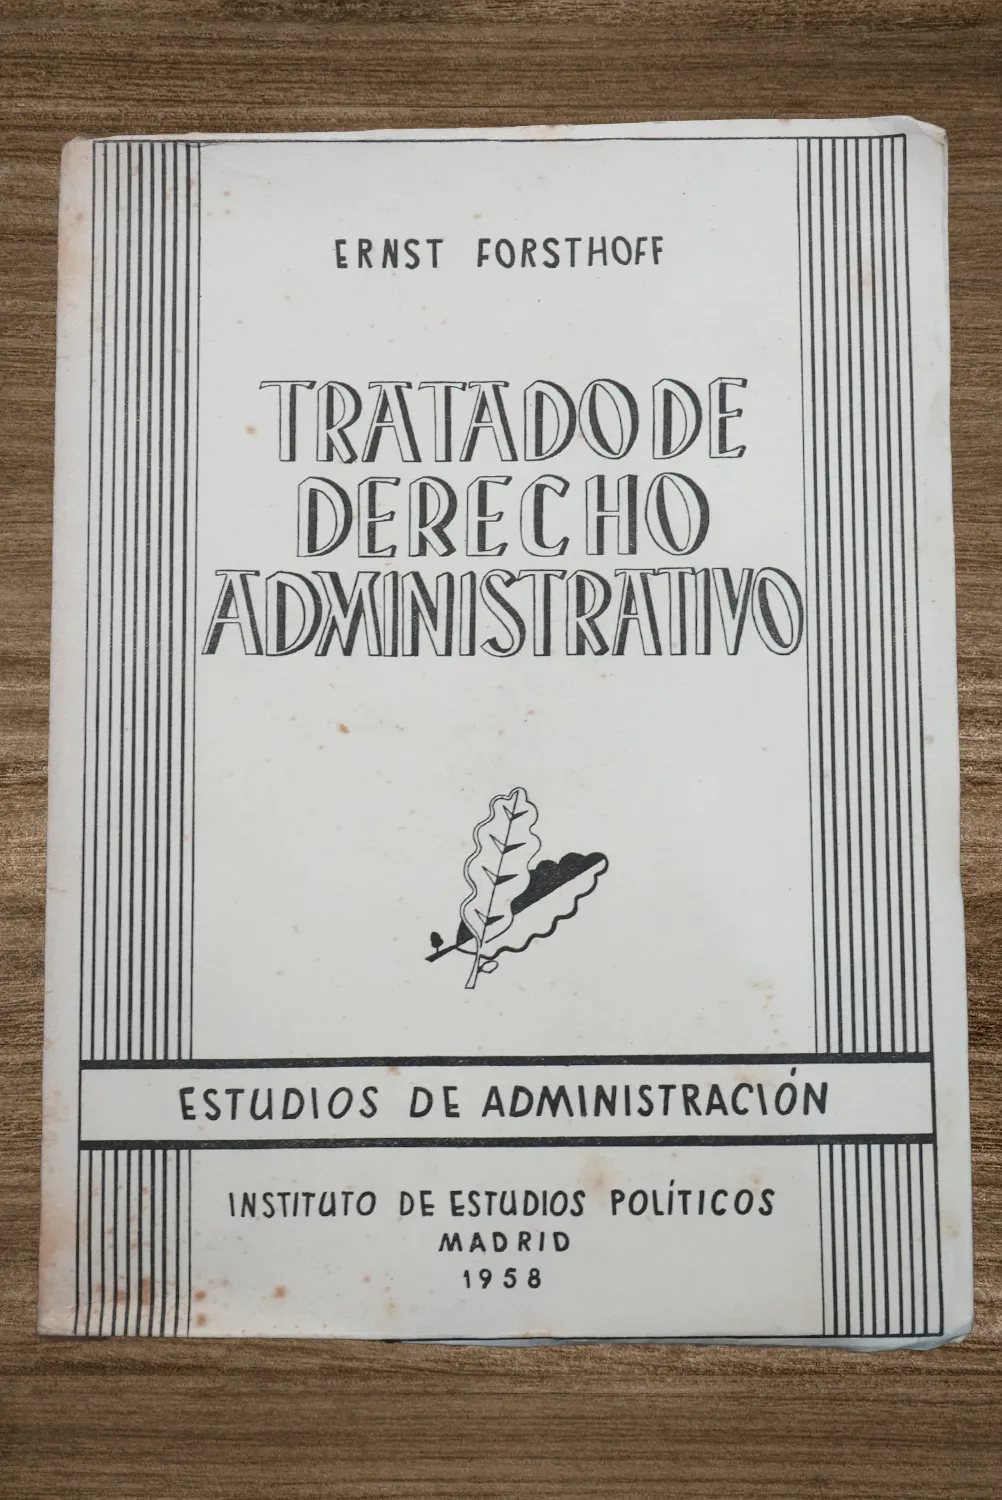 ERNST FORSTHOFF
TRATADO DE
DERECHO
ADMINISTRATIVO
ESTUDIOS DE ADMINISTRACIÓN
INSTITUTO DE ESTUDIOS POLÍTICOS
MADRID
1958